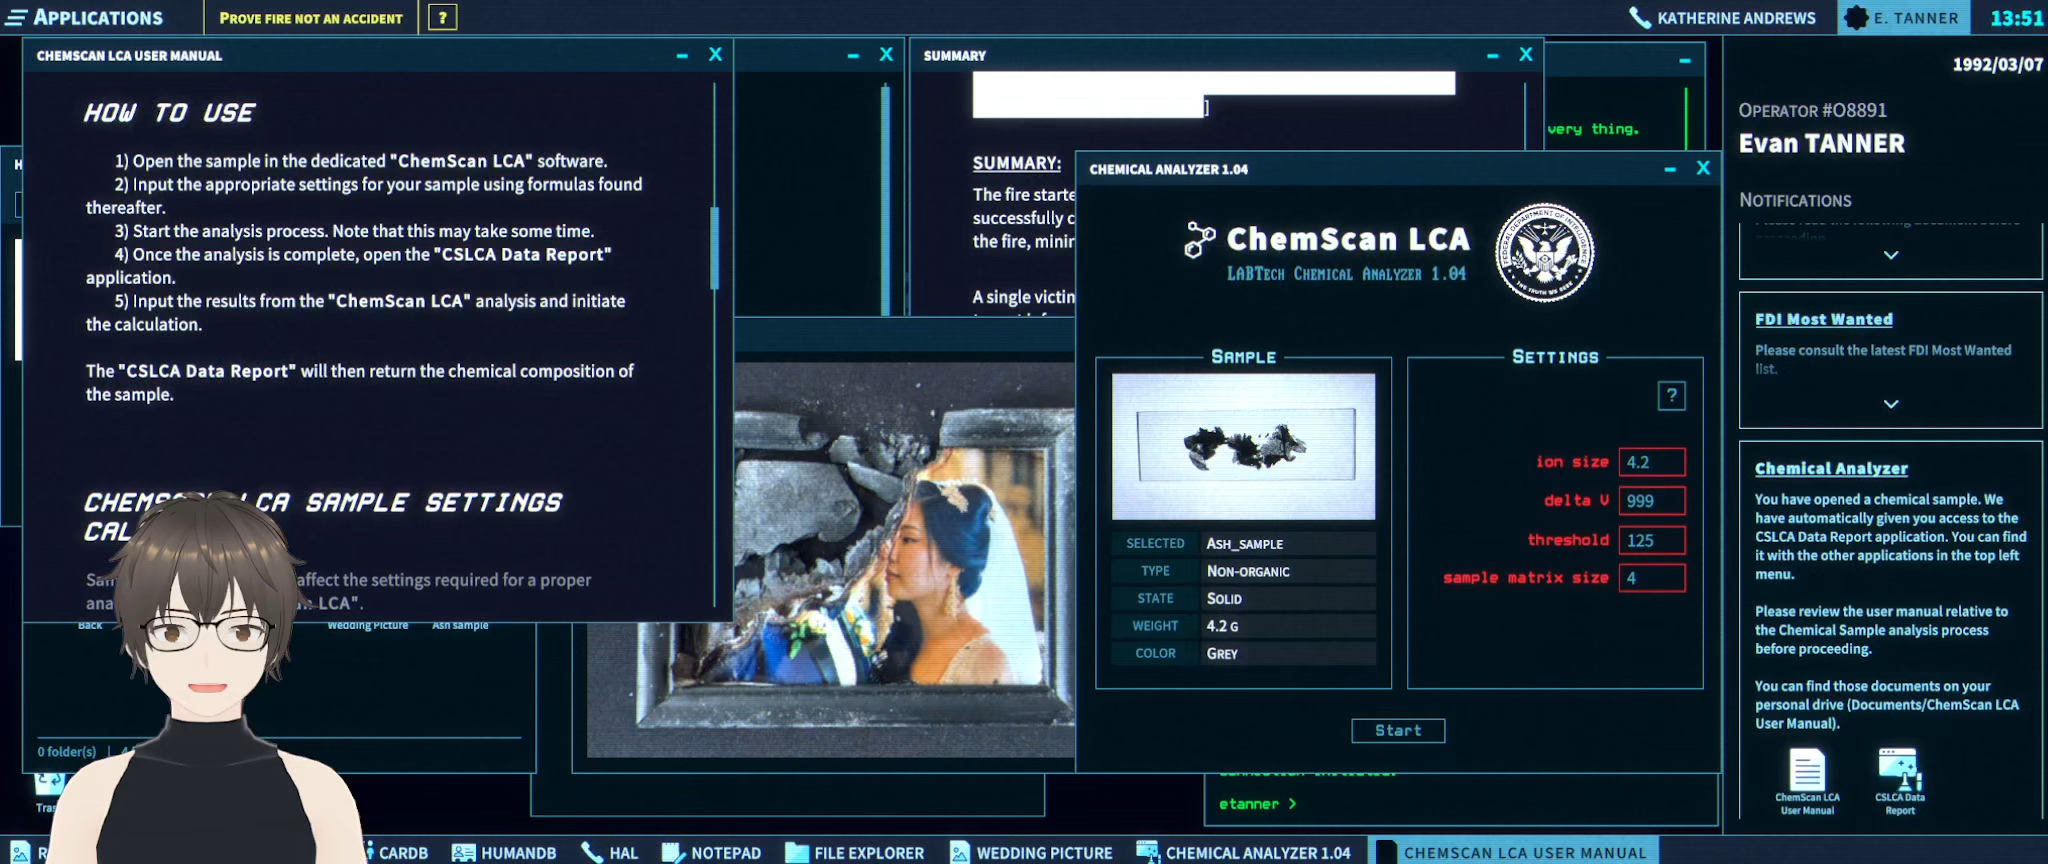 APPLICATIONS
PROVE FIRE NOT AN ACCIDENT
?
KATHERINE ANDREWS
E. TANNER
13:51
CHEMSCAN LCA USER MANUAL
HOW TO USE
1) Open the sample in the dedicated "ChemScan LCA" software.
2) Input the appropriate settings for your sample using formulas found
thereafter.
3) Start the analysis process. Note that this may take some time.
4) Once the analysis is complete, open the "CSLCA Data Report"
application.
5) Input the results from the "ChemScan LCA" analysis and initiate
the calculation.
The "CSLCA Data Report" will then return the chemical composition of
the sample.
LCA SAMPLE SETTINGS
affect the settings required for a proper
LCA".
Back
Wedding Picture
Ash sample
0 folder(s)
SUMMARY
]
SUMMARY:
The fire starte
successfully c
the fire, minir
A single victin
very thing.
CHEMICAL ANALYZER 1.04
ChemScan LCA
LABTECH CHEMICAL ANALYZER 1.04
SAMPLE
SELECTED ASH_SAMPLE
TYPE NON-ORGANIC
STATE SOLID
WEIGHT 4.2 G
COLOR GREY
SETTINGS
?
ion size 4.2
delta V 999
threshold 125
sample matrix size 4
Start
etanner >
1992/03/07
OPERATOR #O8891
Evan TANNER
NOTIFICATIONS
FDI Most Wanted
Please consult the latest FDI Most Wanted
list.
Chemical Analyzer
You have opened a chemical sample. We
have automatically given you access to the
CSLCA Data Report application. You can find
it with the other applications in the top left
menu.
Please review the user manual relative to
the Chemical Sample analysis process
before proceeding.
You can find those documents on your
personal drive (Documents/ChemScan LCA
User Manual).
ChemScan LCA
User Manual
CSLCA Data
Report
CARDB
HUMANDB
HAL
NOTEPAD
FILE EXPLORER
WEDDING PICTURE
CHEMICAL ANALYZER 1.04
CHEMSCAN LCA USER MANUAL